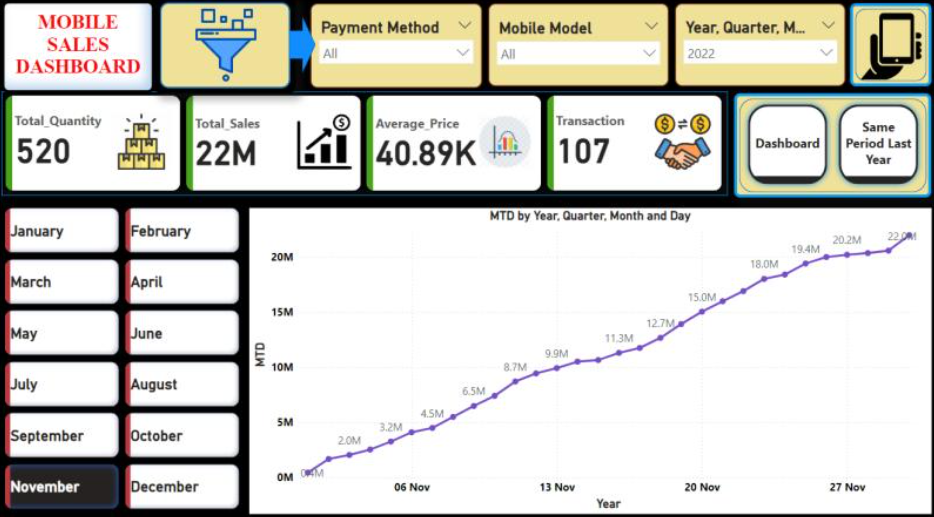 MOBILE
SALES
DASHBOARD
Payment Method
All
Mobile Model
All
Year, Quarter, M...
2022
Total_Quantity
520
Total_Sales
22M
Average_Price
40.89K
Transaction
107
Dashboard
Same
Period Last
Year
January
February
March
April
May
June
July
August
September
October
November
December
MTD by Year, Quarter, Month and Day
MTD
20M
15M
10M
5M
0M
0.4M
2.0M
3.2M
4.5M
6.5M
8.7M
9.9M
11.3M
12.7M
15.0M
18.0M
19.4M
20.2M
22.0M
06 Nov
13 Nov
20 Nov
27 Nov
Year